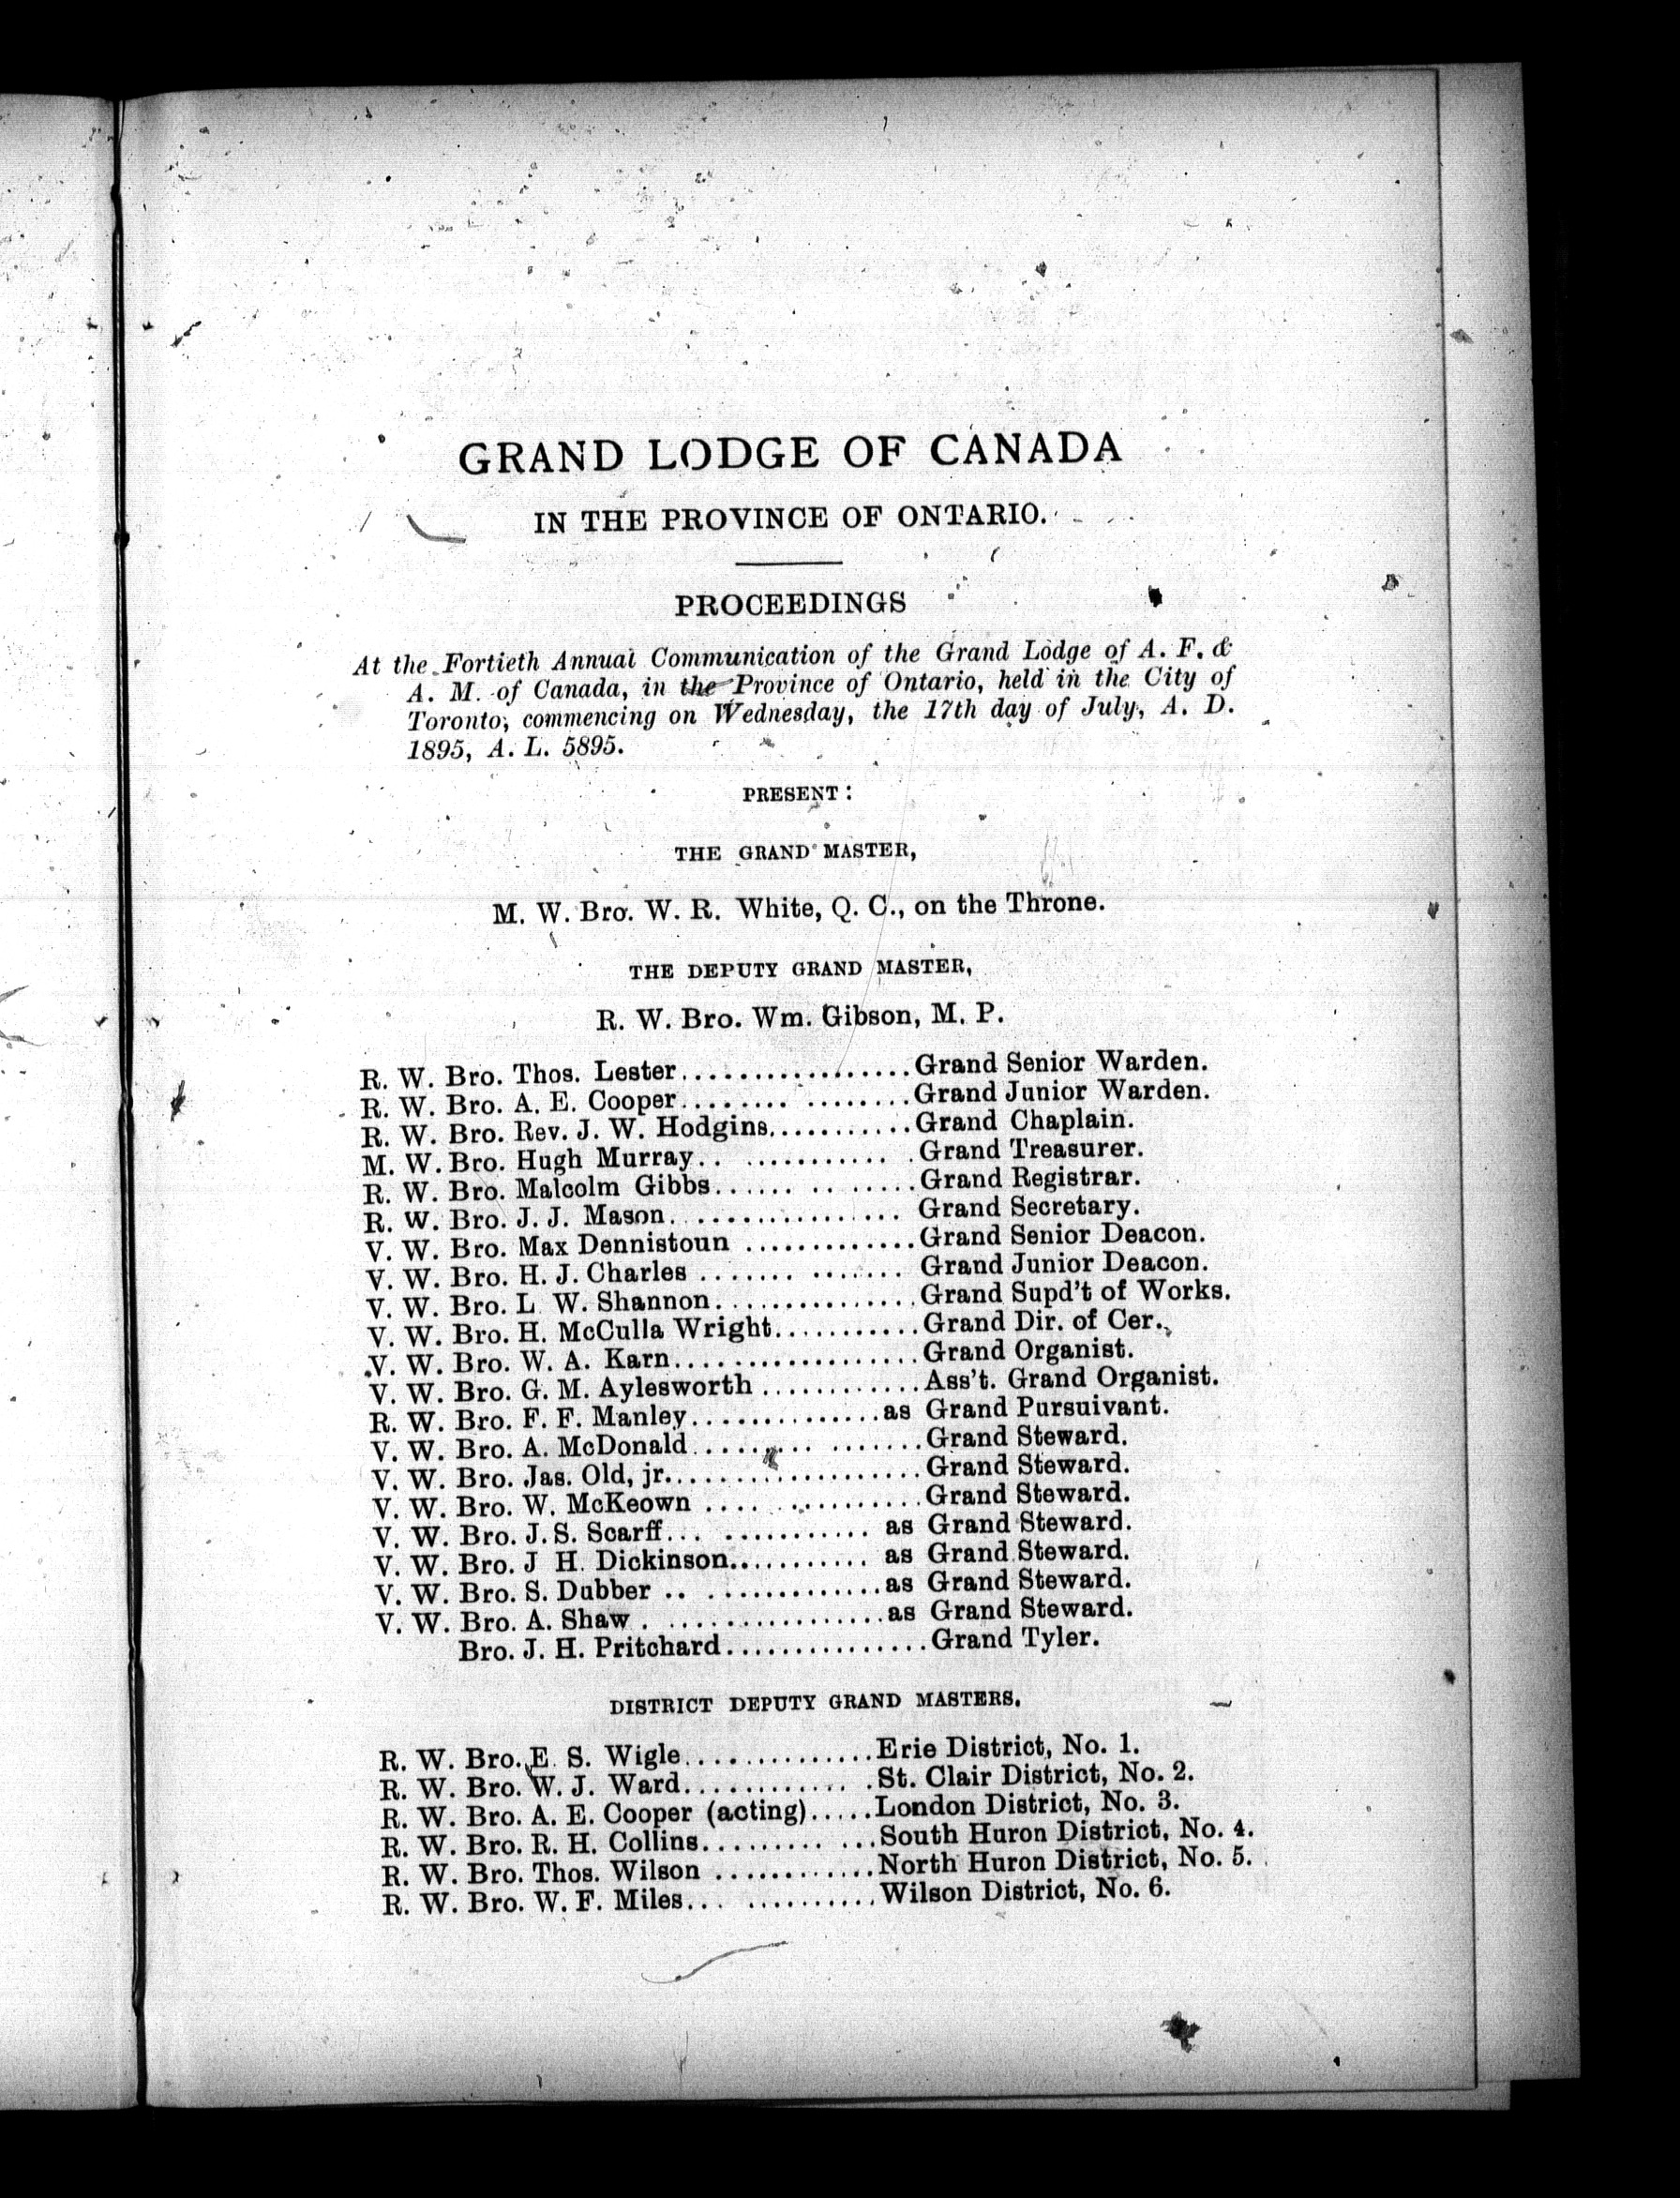 GRAND LODGE OF CANADA
IN THE PROVINCE OF ONTARIO.
PROCEEDINGS
At the Fortieth Annual Communication of the Grand Lodge of A. F. &
A. M. of Canada, in the Province of Ontario, held in the City of
Toronto, commencing on Wednesday, the 17th day of July, A. D.
1895, A. L. 5895.
PRESENT:
THE GRAND MASTER,
M. W. Bro. W. R. White, Q. C., on the Throne.
THE DEPUTY GRAND MASTER,
R. W. Bro. Wm. Gibson, M. P.
R. W. Bro. Thos. Lester.................Grand Senior Warden.
R. W. Bro. A. E. Cooper........ ........Grand Junior Warden.
R. W. Bro. Rev. J. W. Hodgins...........Grand Chaplain.
M. W. Bro. Hugh Murray.. ........... .Grand Treasurer.
R. W. Bro. Malcolm Gibbs...... ........Grand Registrar.
R. W. Bro. J. J. Mason. ............... Grand Secretary.
V. W. Bro. Max Dennistoun .............Grand Senior Deacon.
V. W. Bro. H. J. Charles ....... ....... Grand Junior Deacon.
V. W. Bro. L W. Shannon...............Grand Supd't of Works.
V. W. Bro. H. McCulla Wright...........Grand Dir. of Cer.
V. W. Bro. W. A. Karn..................Grand Organist.
V. W. Bro. G. M. Aylesworth ............Ass't. Grand Organist.
R. W. Bro. F. F. Manley..............as Grand Pursuivant.
V. W. Bro. A. McDonald......... .......Grand Steward.
V. W. Bro. Jas. Old, jr...................Grand Steward.
V. W. Bro. W. McKeown .... ..........Grand Steward.
V. W. Bro. J. S. Scarff... ........... as Grand Steward.
V. W. Bro. J H. Dickinson........... as Grand Steward.
V. W. Bro. S. Dubber .. .............as Grand Steward.
V. W. Bro. A. Shaw . ................as Grand Steward.
Bro. J. H. Pritchard...............Grand Tyler.
DISTRICT DEPUTY GRAND MASTERS.
R. W. Bro. E. S. Wigle..............Erie District, No. 1.
R. W. Bro. W. J. Ward............ .St. Clair District, No. 2.
R. W. Bro. A. E. Cooper (acting).....London District, No. 3.
R. W. Bro. R. H. Collins......... ...South Huron District, No. 4.
R. W. Bro. Thos. Wilson ............North Huron District, No. 5.
R. W. Bro. W. F. Miles... ..........Wilson District, No. 6.